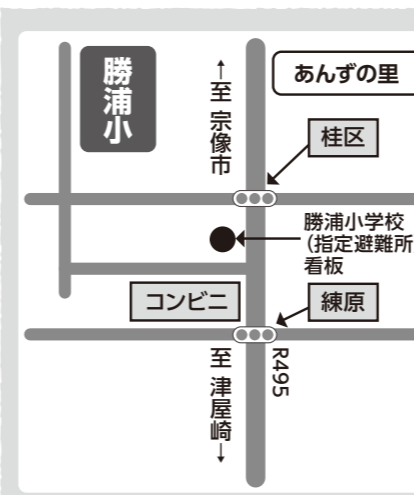 勝浦小
←至 宗像市
あんずの里
桂区
勝浦小学校
(指定避難所
看板
コンビニ
練原
R495
至 津屋崎→